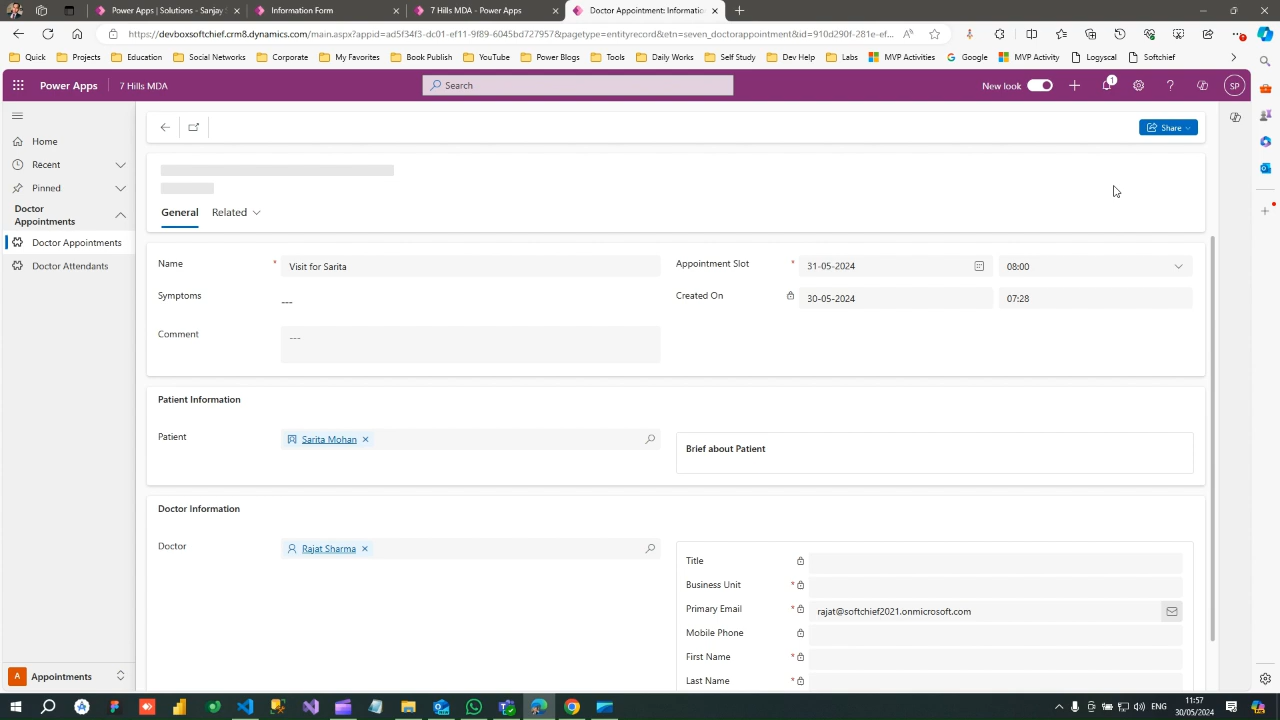 Power Apps | Solutions - Sanjay S
Information Form
7 Hills MDA - Power Apps
Doctor Appointment: Informatio
https://devboxsoftchief.crm8.dynamics.com/main.aspx?appid=ad5f34f3-dc01-ef11-9f89-6045bd727957&pagetype=entityrecord&etn=seven_doctorappointment&id=910d290f-281e-ef...
Quick
Projects
Education
Social Networks
Corporate
My Favorites
Book Publish
YouTube
Power Blogs
Tools
Daily Works
Self Study
Dev Help
Labs
MVP Activities
Google
MVP Activity
Logyscal
Softchief
Power Apps
7 Hills MDA
Search
New look
1
SP
Home
Recent
Pinned
Doctor
Appointments
Doctor Appointments
Doctor Attendants
Share
General
Related
Name * Visit for Sarita
Appointment Slot * 31-05-2024 08:00
Symptoms ---
Created On 30-05-2024 07:28
Comment ---
Patient Information
Patient Sarita Mohan
Brief about Patient
Doctor Information
Doctor Rajat Sharma
Title
Business Unit *
Primary Email * rajat@softchief2021.onmicrosoft.com
Mobile Phone
First Name *
Last Name *
A Appointments
ENG
11:57
30/05/2024